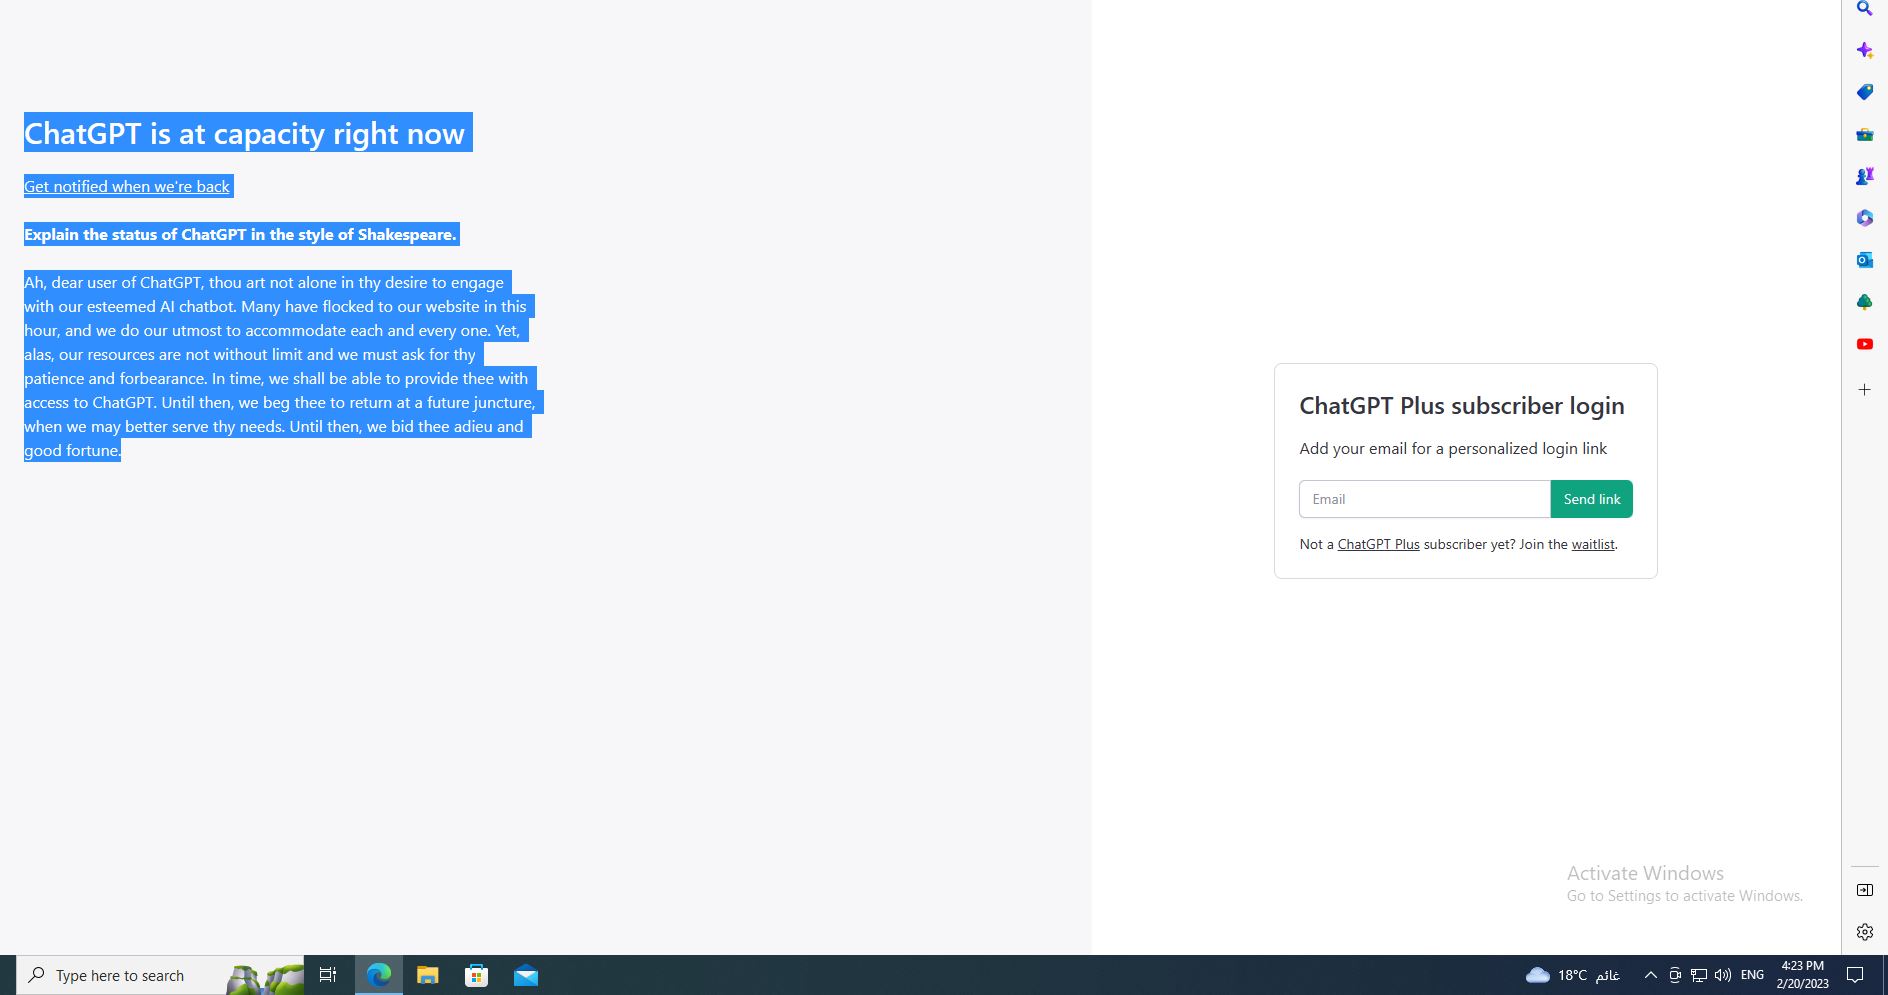 ChatGPT is at capacity right now
Get notified when we're back
Explain the status of ChatGPT in the style of Shakespeare.
Ah, dear user of ChatGPT, thou art not alone in thy desire to engage
with our esteemed AI chatbot. Many have flocked to our website in this
hour, and we do our utmost to accommodate each and every one. Yet,
alas, our resources are not without limit and we must ask for thy
patience and forbearance. In time, we shall be able to provide thee with
access to ChatGPT. Until then, we beg thee to return at a future juncture,
when we may better serve thy needs. Until then, we bid thee adieu and
good fortune.
ChatGPT Plus subscriber login
Add your email for a personalized login link
Email
Send link
Not a ChatGPT Plus subscriber yet? Join the waitlist.
Activate Windows
Go to Settings to activate Windows.
Type here to search
18°C غائم
ENG
4:23 PM
2/20/2023